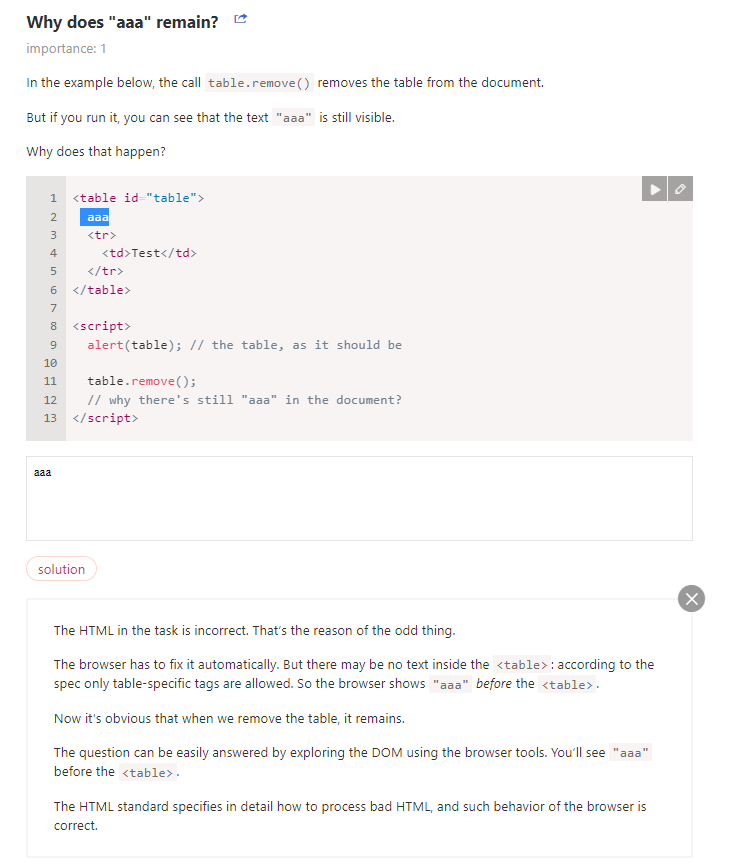 Why does "aaa" remain?
importance: 1
In the example below, the call table.remove() removes the table from the document.
But if you run it, you can see that the text "aaa" is still visible.
Why does that happen?
1 <table id="table">
2 aaa
3 <tr>
4 <td>Test</td>
5 </tr>
6 </table>
7
8 <script>
9 alert(table); // the table, as it should be
10
11 table.remove();
12 // why there's still "aaa" in the document?
13 </script>
aaa
solution
The HTML in the task is incorrect. That's the reason of the odd thing.
The browser has to fix it automatically. But there may be no text inside the <table>: according to the
spec only table-specific tags are allowed. So the browser shows "aaa" before the <table>.
Now it's obvious that when we remove the table, it remains.
The question can be easily answered by exploring the DOM using the browser tools. You'll see "aaa"
before the <table>.
The HTML standard specifies in detail how to process bad HTML, and such behavior of the browser is
correct.